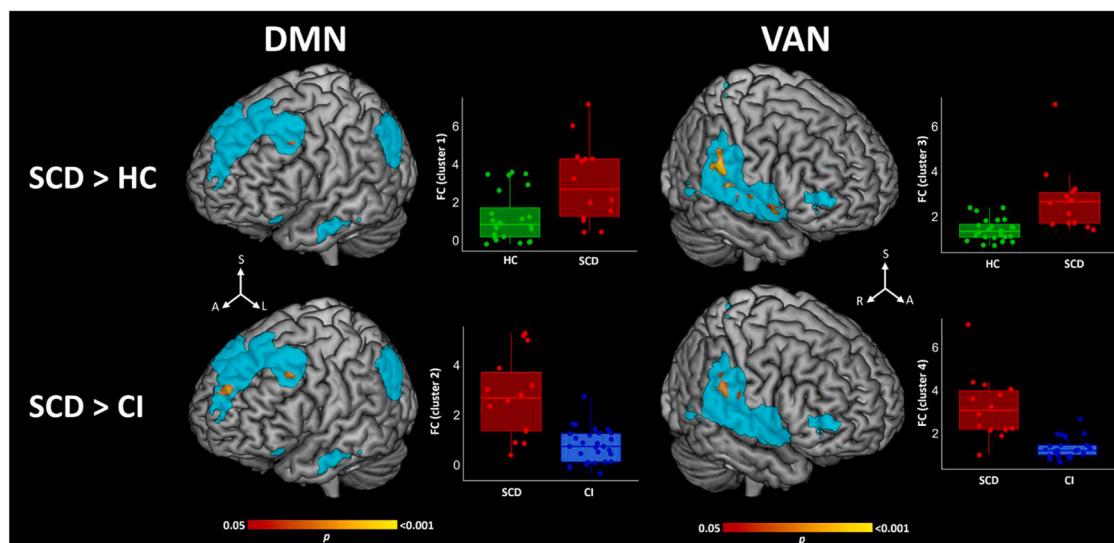 DMN
VAN
SCD > HC
FC (cluster 1)
6
4
2
0
HC
SCD
FC (cluster 3)
6
4
2
HC
SCD
S
A
L
S
R
A
SCD > CI
FC (cluster 2)
4
2
0
SCD
CI
FC (cluster 4)
6
4
2
SCD
CI
0.05
<0.001
p
0.05
<0.001
p